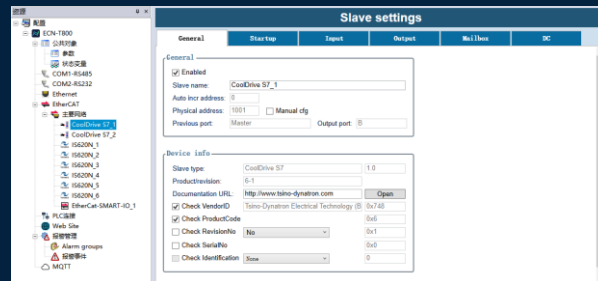 资源
配置
ECN-T800
公共对象
参数
状态变量
COM1-RS485
COM2-RS232
Ethernet
EtherCAT
主要网络
CoolDrive S7_1
CoolDrive S7_2
IS620N_1
IS620N_2
IS620N_3
IS620N_4
IS620N_5
IS620N_6
EtherCat-SMART-IO_1
PLC连接
Web Site
报警管理
Alarm groups
报警事件
MQTT
Slave settings
General Startup Input Output Mailbox DC
General
Enabled
Slave name: CoolDrive S7_1
Auto incr address: 0
Physical address: 1001 Manual cfg
Previous port: Master Output port: B
Device info
Slave type: CoolDrive S7 1.0
Product/revision: 6-1
Documentation URL: http://www.tsino-dynatron.com Open
Check VendorID Tsino-Dynatron Electrical Technology (B 0x748
Check ProductCode 0x6
Check RevisionNo No 0x1
Check SerialNo 0x0
Check Identification None 0